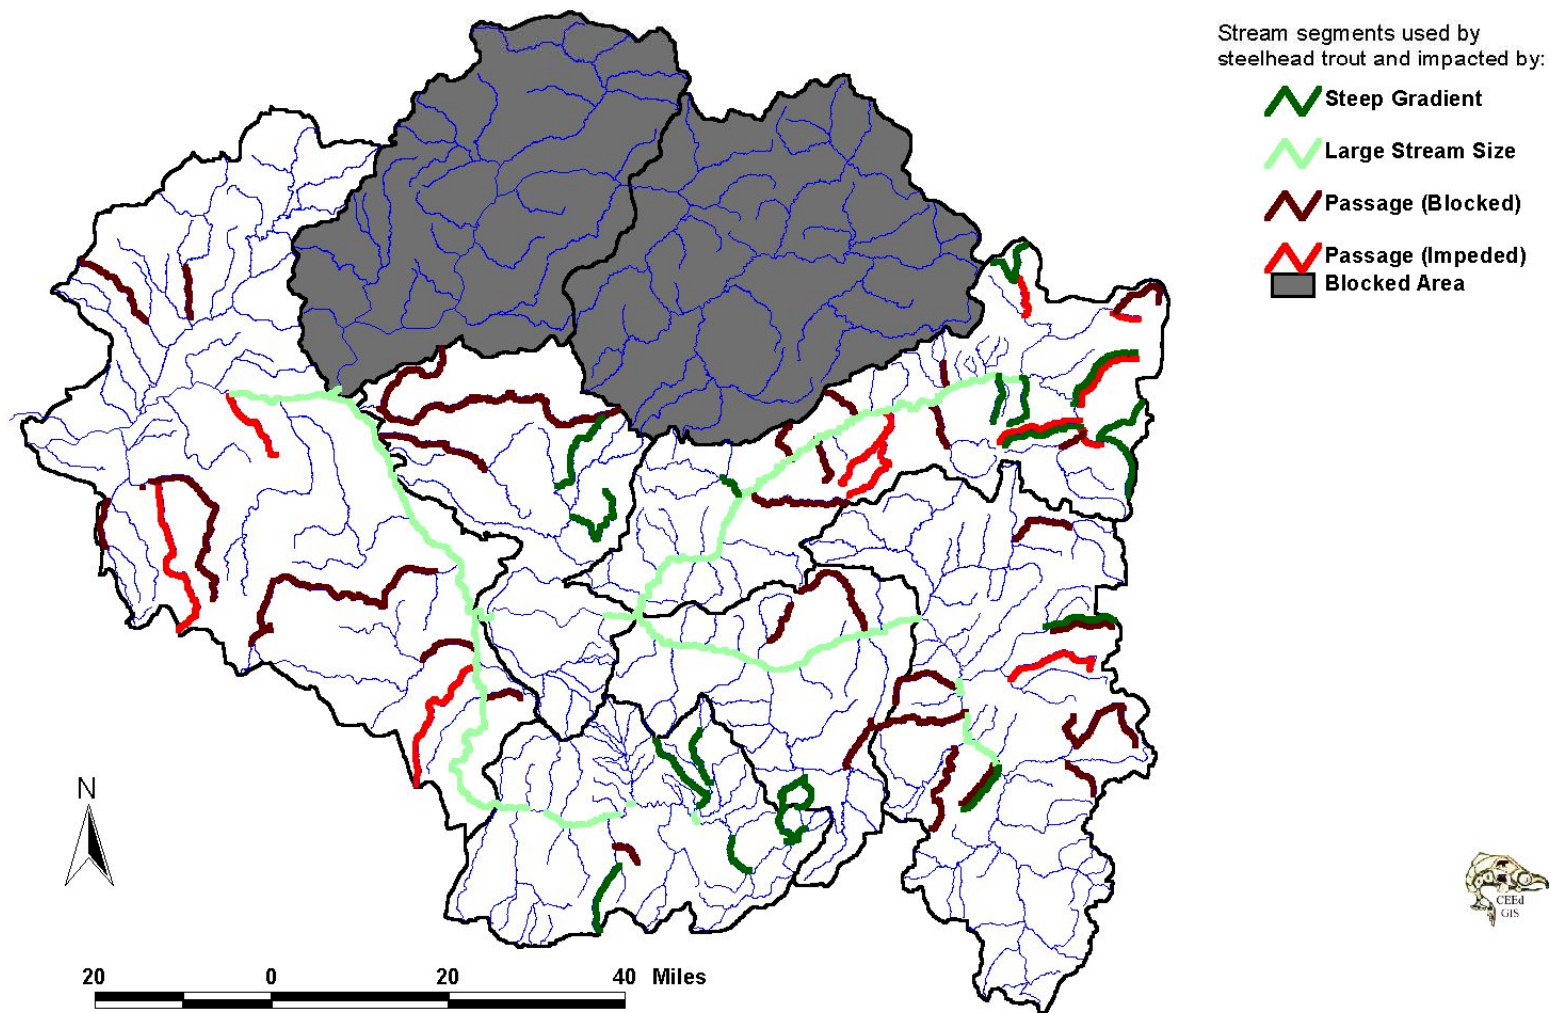 Stream segments used by
steelhead trout and impacted by:
Steep Gradient
Large Stream Size
Passage (Blocked)
Passage (Impeded)
Blocked Area
N
CEEd
GIS
20 0 20 40 Miles